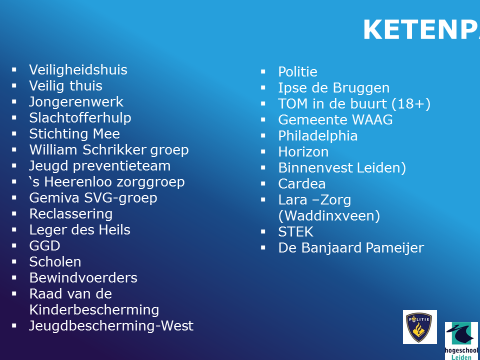 KETENPA
Veiligheidshuis
Veilig thuis
Jongerenwerk
Slachtofferhulp
Stichting Mee
William Schrikker groep
Jeugd preventieteam
‘s Heerenloo zorggroep
Gemiva SVG-groep
Reclassering
Leger des Heils
GGD
Scholen
Bewindvoerders
Raad van de
Kinderbescherming
Jeugdbescherming-West
Politie
Ipse de Bruggen
TOM in de buurt (18+)
Gemeente WAAG
Philadelphia
Horizon
Binnenvest Leiden)
Cardea
Lara –Zorg
(Waddinxveen)
STEK
De Banjaard Pameijer
POLITIE
hogeschool
Leiden